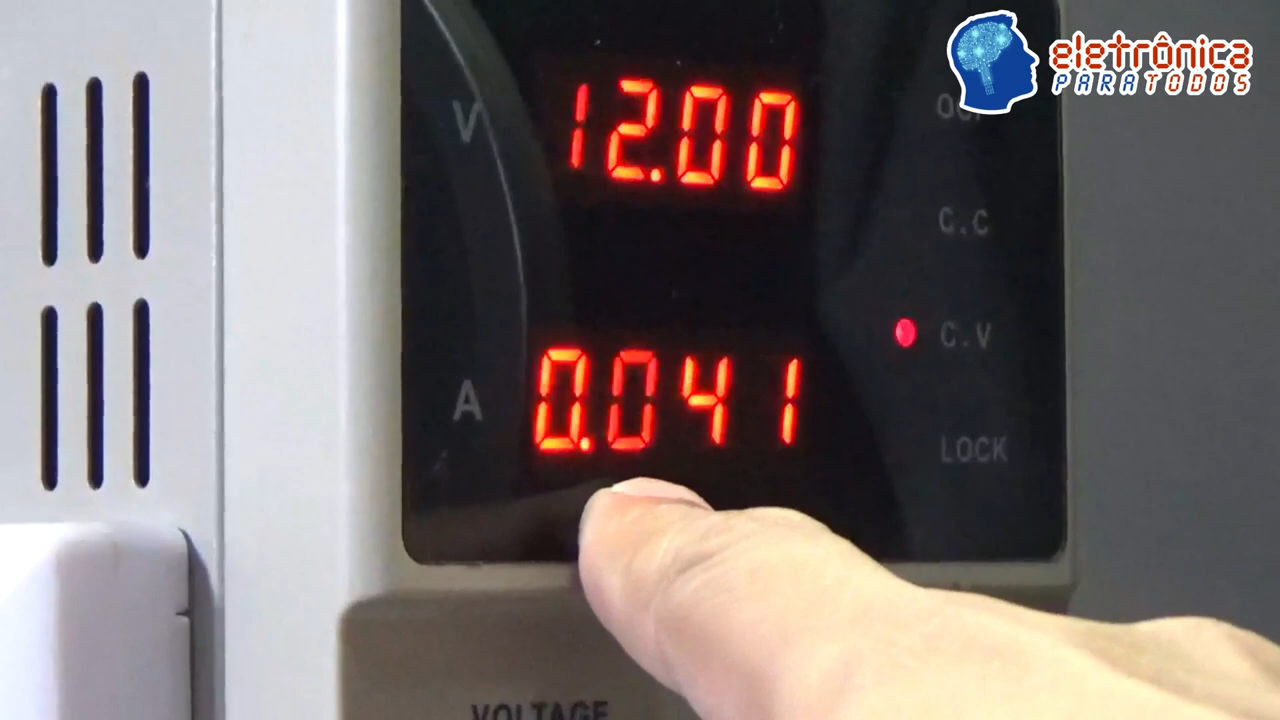 eletrônica
PARATODOS
V 12.00
C.C
C.V
A 0.041
LOCK
VOLTAGE